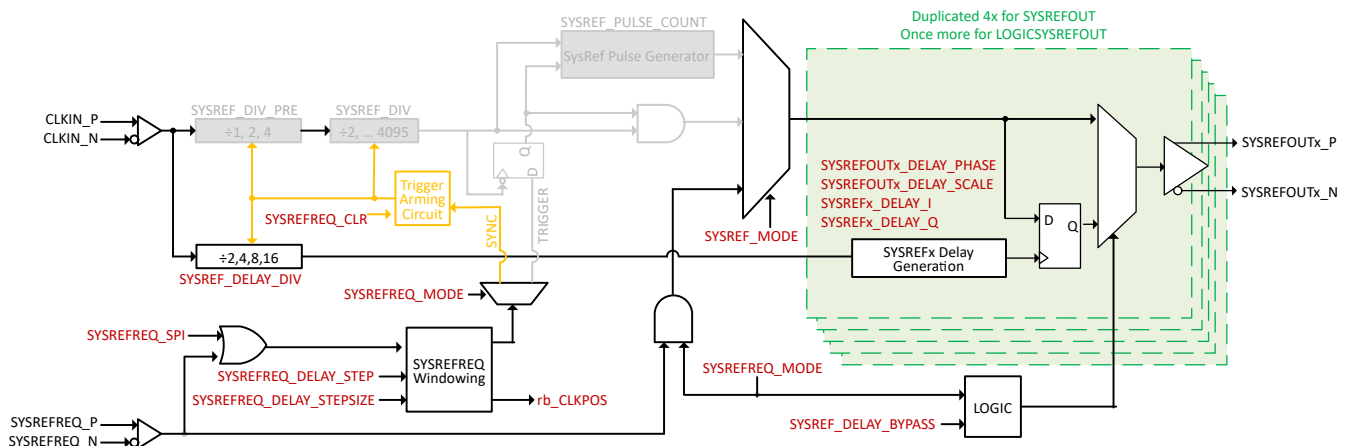 Duplicated 4x for SYSREFOUT
Once more for LOGICSYSREFOUT
SYSREF_PULSE_COUNT
SysRef Pulse Generator
SYSREF_DIV_PRE
÷1, 2, 4
SYSREF_DIV
÷2, ... 4095
CLKIN_P
CLKIN_N
Q
D
TRIGGER
SYNC
Trigger
Arming
Circuit
SYSREFREQ_CLR
÷2,4,8,16
SYSREF_DELAY_DIV
SYSREF_MODE
SYSREFOUTx_DELAY_PHASE
SYSREFOUTx_DELAY_SCALE
SYSREFx_DELAY_I
SYSREFx_DELAY_Q
SYSREFx Delay
Generation
D
Q
SYSREFOUTx_P
SYSREFOUTx_N
SYSREFREQ_MODE
SYSREFREQ_SPI
SYSREFREQ
Windowing
SYSREFREQ_DELAY_STEP
SYSREFREQ_DELAY_STEPSIZE
rb_CLKPOS
SYSREFREQ_MODE
LOGIC
SYSREF_DELAY_BYPASS
SYSREFREQ_P
SYSREFREQ_N